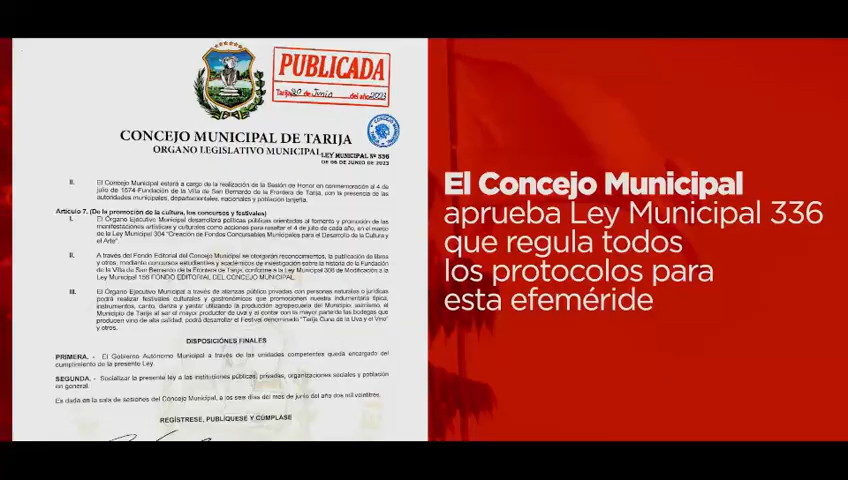 PUBLICADA
Tarija 20 de Junio del año 2023
CONCEJO MUNICIPAL DE TARIJA
ORGANO LEGISLATIVO MUNICIPAL
LEY MUNICIPAL Nº 336
DE 06 DE JUNIO DE 2023
II. El Concejo Municipal estará a cargo de la realización de la Sesión de Honor en conmemoración al 4 de
julio de 1574 Fundación de la Villa de San Bernardo de la Frontera de Tarija, con la presencia de las
autoridades municipales, departamentales, nacionales y población tarijeña.
Artículo 7. (De la promoción de la cultura, los concursos y festivales)
I. El Órgano Ejecutivo Municipal desarrollará políticas públicas orientadas al fomento y promoción de las
manifestaciones artísticas y culturales como acciones para resaltar el 4 de julio de cada año, en el marco
de la Ley Municipal 304 "Creación de Fondos Concursables Municipales para el Desarrollo de la Cultura y
el Arte".
II. A través del Fondo Editorial del Concejo Municipal se otorgarán reconocimientos, la publicación de libros
y otros, mediante concursos estudiantiles y académicos de investigación sobre la historia de la Fundación
de la Villa de San Bernardo de la Frontera de Tarija, conforme a la Ley Municipal 306 de Modificación a la
Ley Municipal 156 FONDO EDITORIAL DEL CONCEJO MUNICIPAL.
III. El Órgano Ejecutivo Municipal a través de alianzas público privadas con personas naturales o jurídicas
podrá realizar festivales culturales y gastronómicos que promocionen nuestra indumentaria típica,
instrumentos, canto, danza y yantar utilizando la producción agropecuaria del Municipio, asimismo, el
Municipio de Tarija al ser el mayor productor de uva y al contar con la mayor parte de las bodegas que
producen vino de alta calidad, podrá desarrollar el Festival denominado "Tarija Cuna de la Uva y el Vino"
y otros.
DISPOSICIÓNES FINALES
PRIMERA. - El Gobierno Autónomo Municipal a través de las unidades competentes queda encargado del
cumplimiento de la presente Ley.
SEGUNDA. - Socializar la presente ley a las instituciones públicas, privadas, organizaciones sociales y población
en general.
Es dada en la sala de sesiones del Concejo Municipal, a los seis días del mes de junio del año dos mil veintitrés.
REGÍSTRESE, PUBLÍQUESE Y CÚMPLASE
El Concejo Municipal
aprueba Ley Municipal 336
que regula todos
los protocolos para
esta efeméride